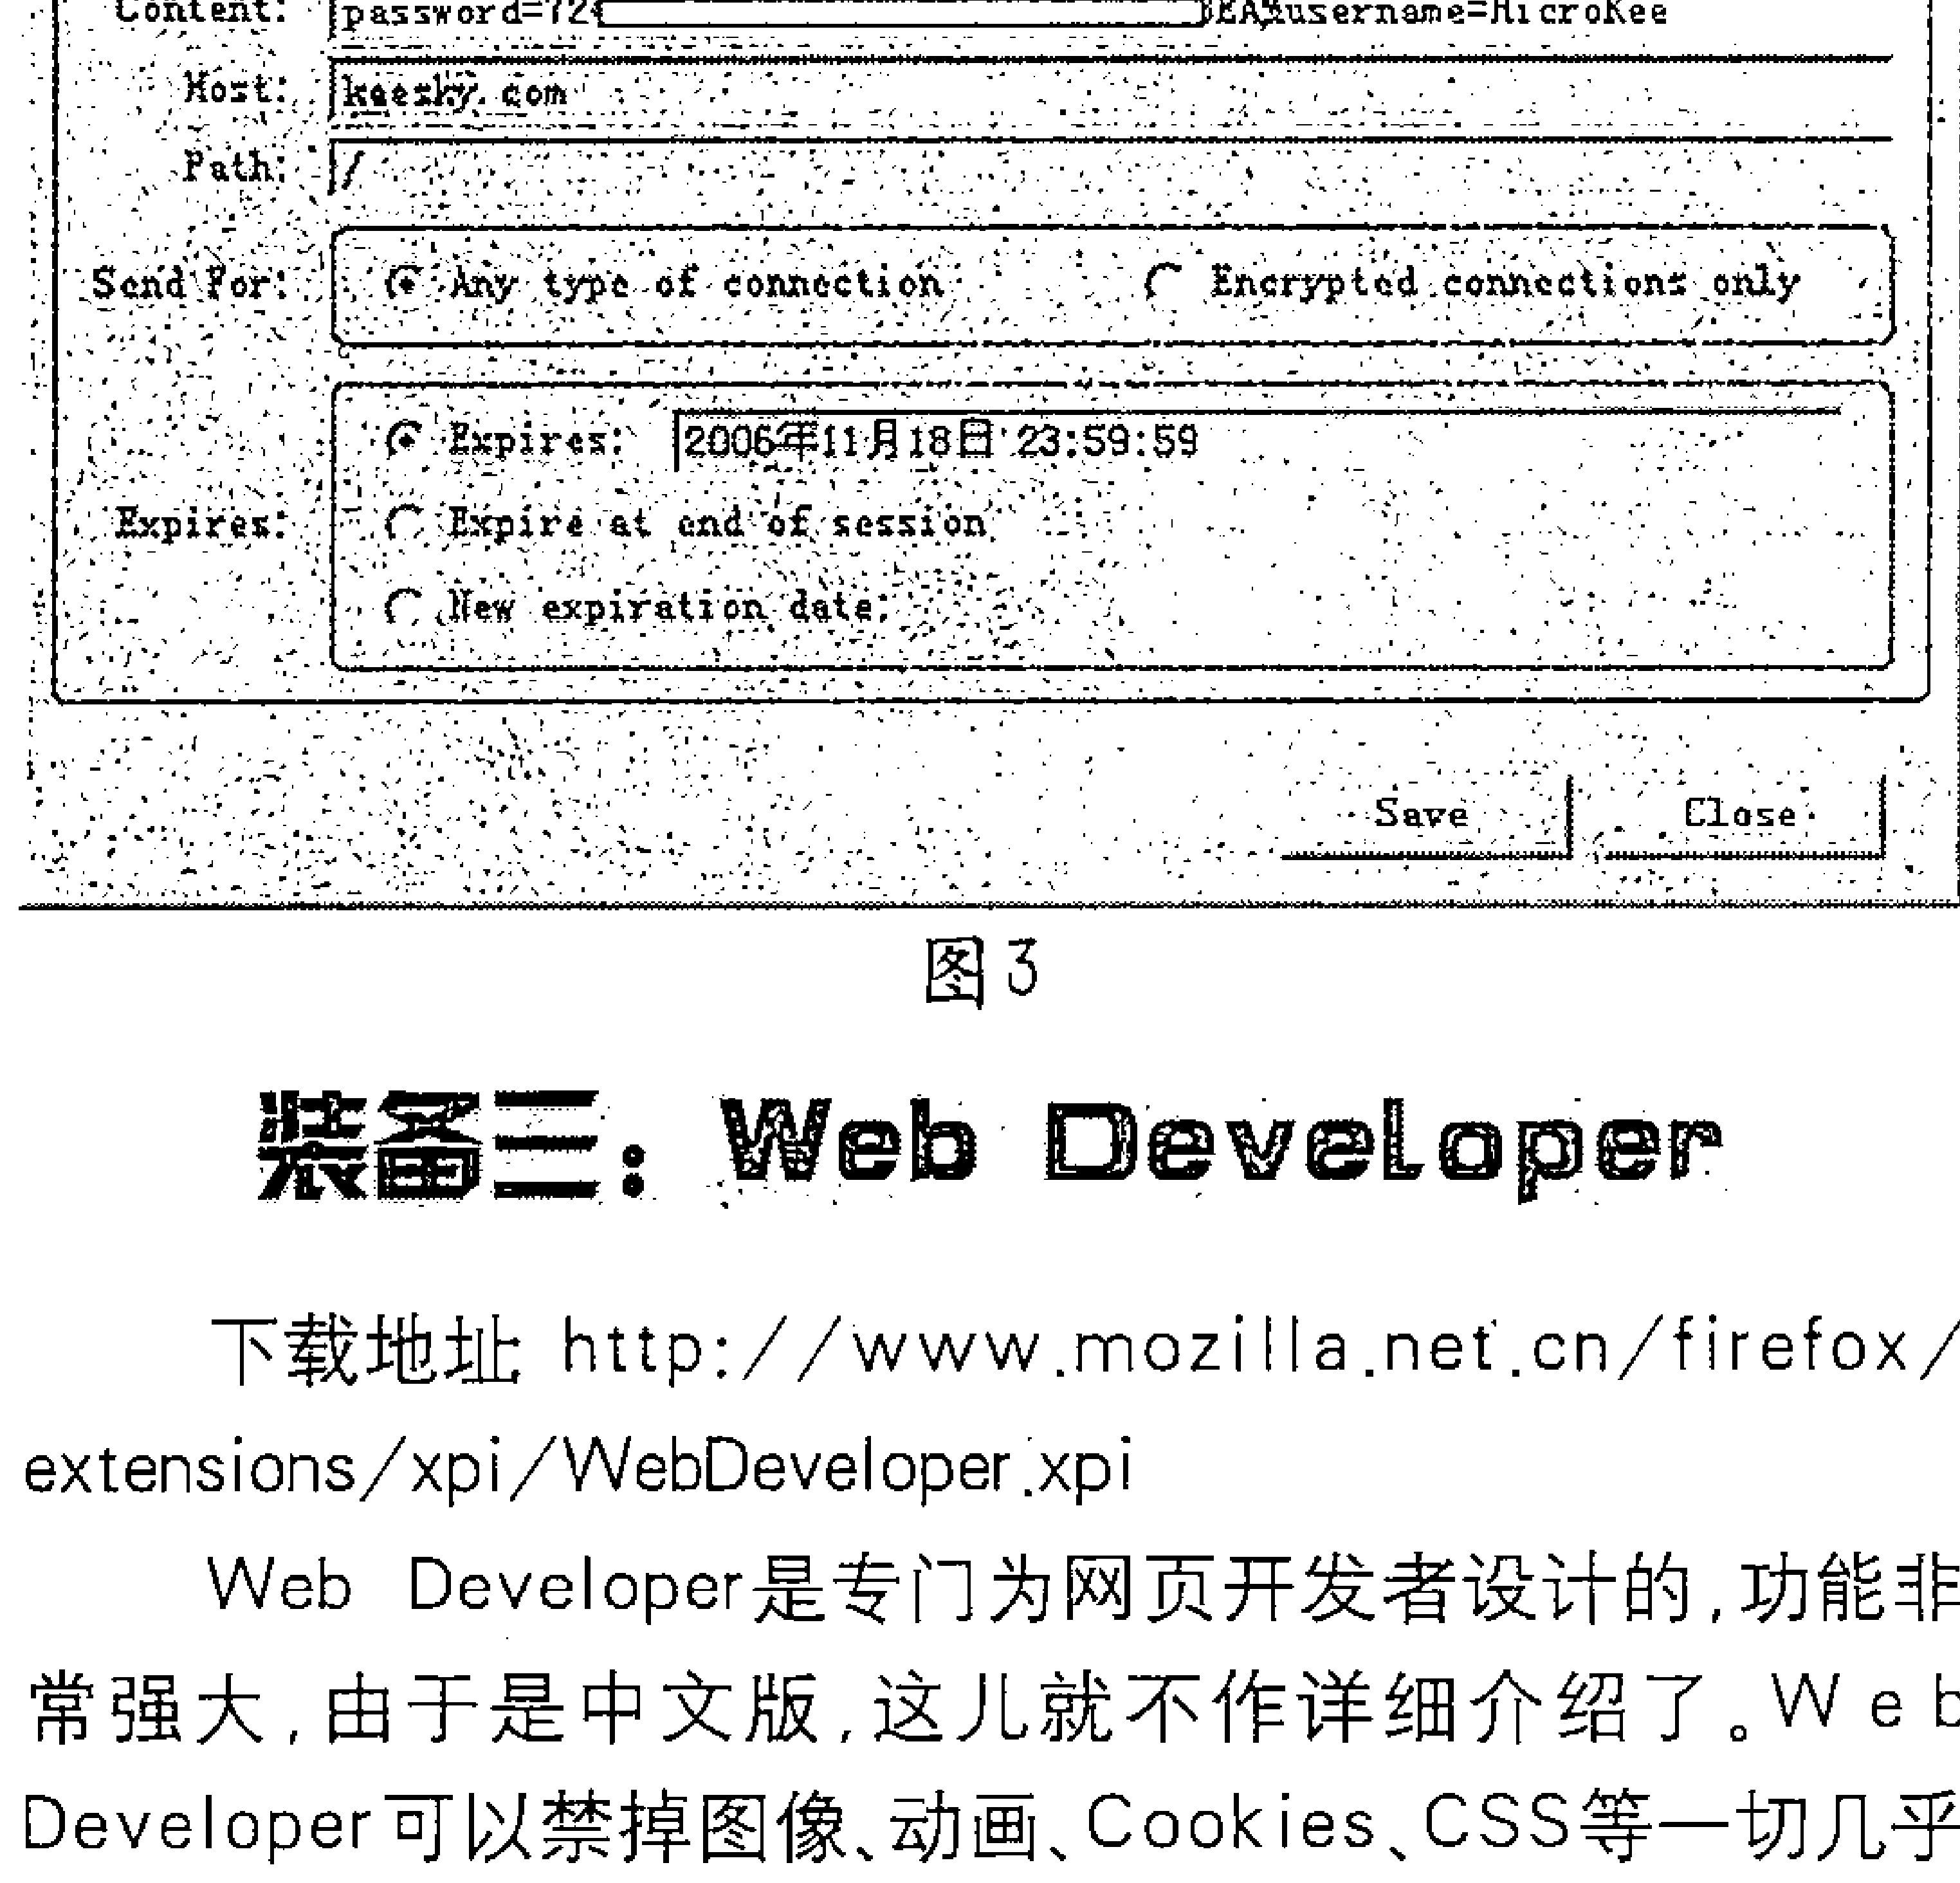 Content: password=724 3EA&username=MicroKee
Host: keesky.com
Path: /
Send For: Any type of connection Encrypted connections only
Expires: 2006年11月18日 23:59:59
Expires: Expire at end of session
New expiration date:
Save Close
图3
装备三: Web Developer
下载地址 http://www.mozilla.net.cn/firefox/
extensions/xpi/WebDeveloper.xpi
Web Developer是专门为网页开发者设计的,功能非
常强大,由于是中文版,这儿就不作详细介绍了。Web
Developer可以禁掉图像、动画、Cookies、CSS等一切几乎